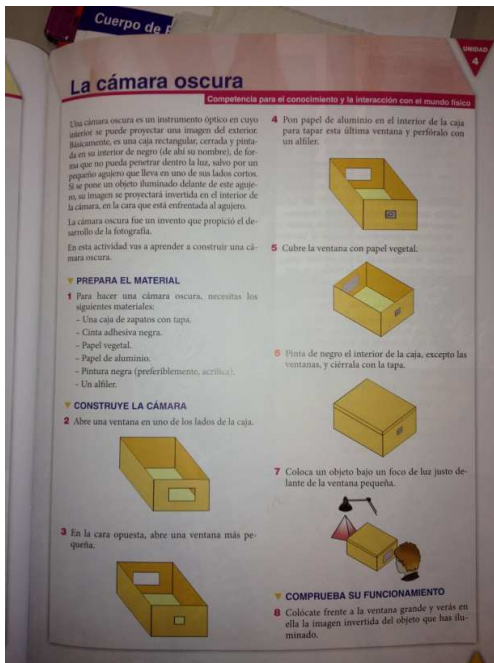 Cuerpo de
UNIDAD
4
La cámara oscura
Competencia para el conocimiento y la interacción con el mundo físico
Una cámara oscura es un instrumento óptico en cuyo
interior se puede proyectar una imagen del exterior.
Básicamente, es una caja rectangular, cerrada y pinta-
da en su interior de negro (de ahí su nombre), de for-
ma que no pueda penetrar dentro la luz, salvo por un
pequeño agujero que lleva en uno de sus lados cortos.
Si se pone un objeto iluminado delante de este aguje-
ro, su imagen se proyectará invertida en el interior de
la cámara, en la cara que está enfrentada al agujero.
La cámara oscura fue un invento que propició el de-
sarrollo de la fotografía.
En esta actividad vas a aprender a construir una cá-
mara oscura.
PREPARA EL MATERIAL
1 Para hacer una cámara oscura, necesitas los
siguientes materiales:
– Una caja de zapatos con tapa.
– Cinta adhesiva negra.
– Papel vegetal.
– Papel de aluminio.
– Pintura negra (preferiblemente, acrílica).
– Un alfiler.
CONSTRUYE LA CÁMARA
2 Abre una ventana en uno de los lados de la caja.
3 En la cara opuesta, abre una ventana más pe-
queña.
4 Pon papel de aluminio en el interior de la caja
para tapar esta última ventana y perfóralo con
un alfiler.
5 Cubre la ventana con papel vegetal.
6 Pinta de negro el interior de la caja, excepto las
ventanas, y ciérrala con la tapa.
7 Coloca un objeto bajo un foco de luz justo de-
lante de la ventana pequeña.
COMPRUEBA SU FUNCIONAMIENTO
8 Colócate frente a la ventana grande y verás en
ella la imagen invertida del objeto que has ilu-
minado.